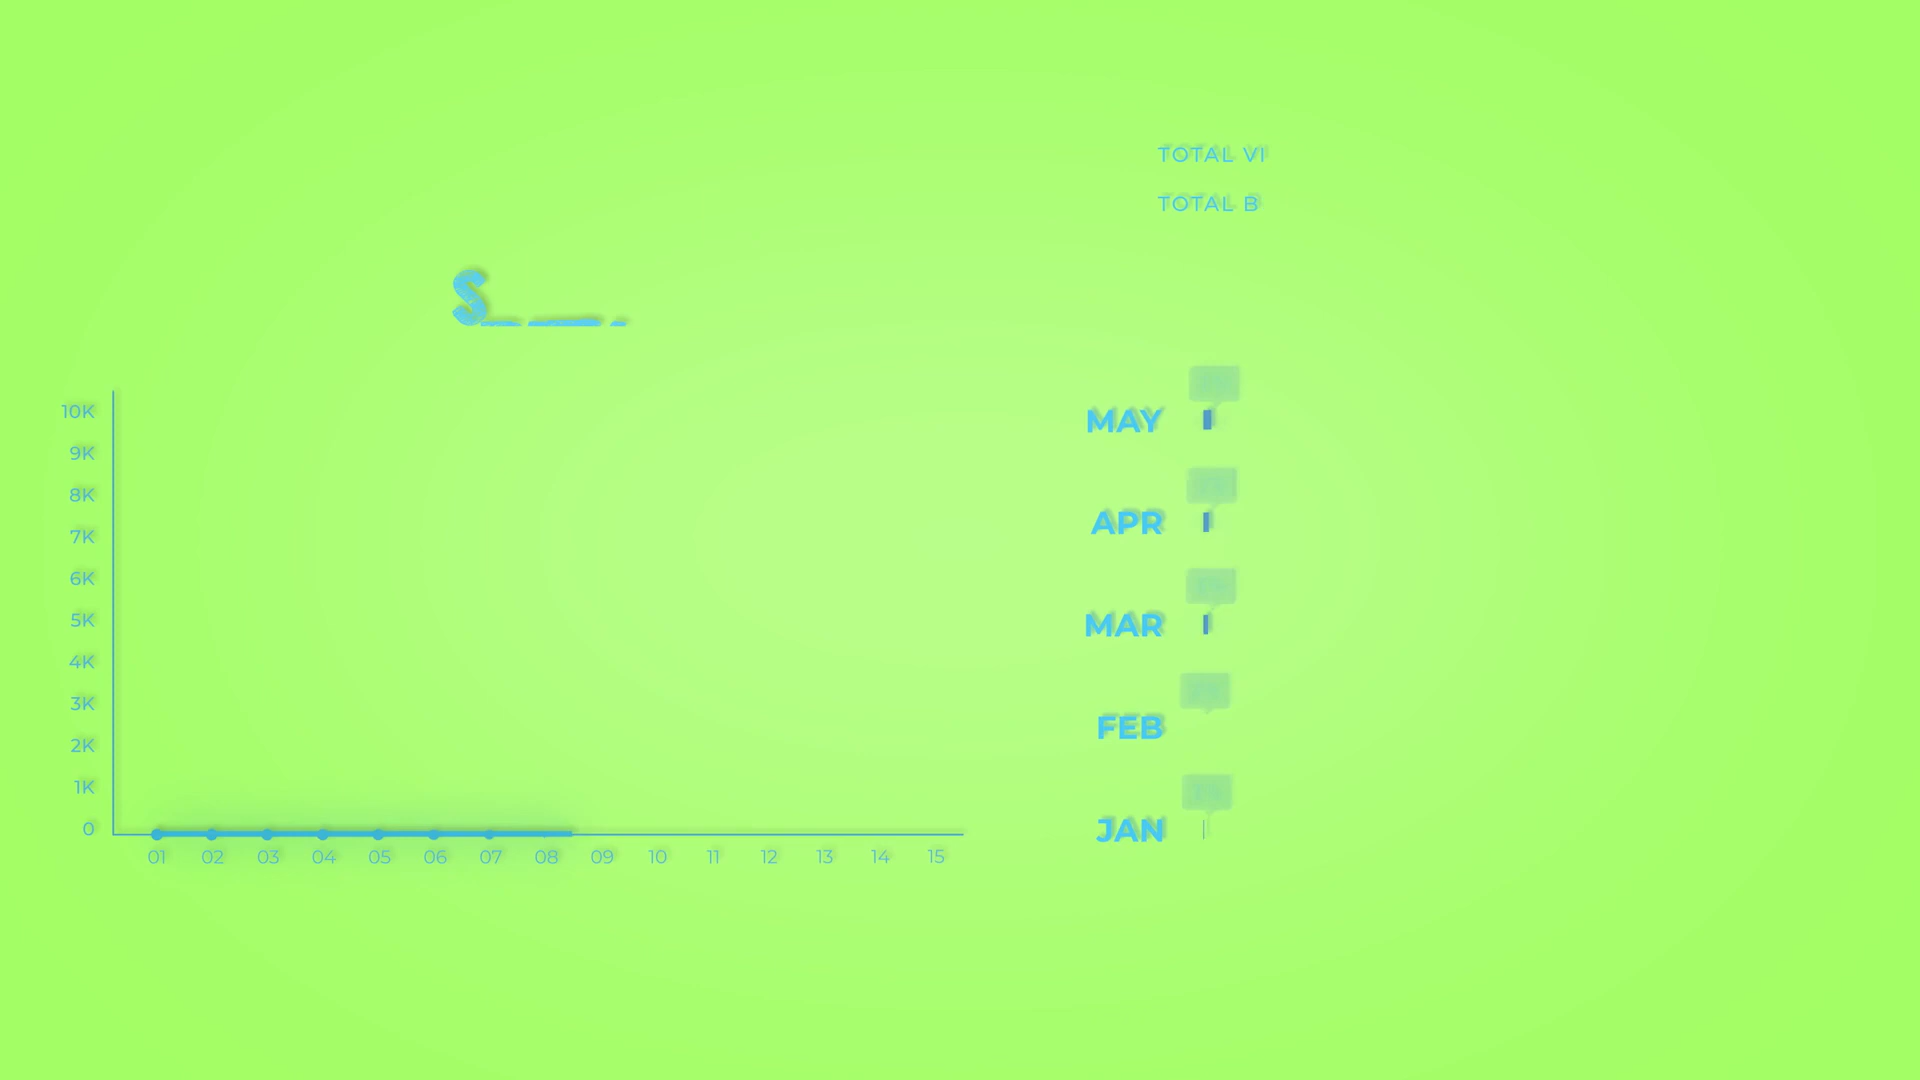 TOTAL VI
TOTAL B
S
10K
9K
8K
7K
6K
5K
4K
3K
2K
1K
0
01 02 03 04 05 06 07 08 09 10 11 12 13 14 15
MAY
APR
MAR
FEB
JAN